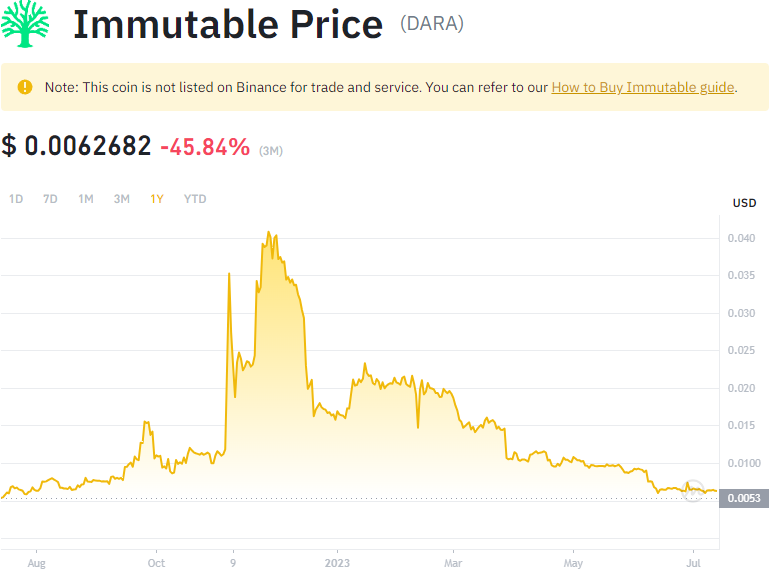 Immutable Price (DARA)
Note: This coin is not listed on Binance for trade and service. You can refer to our How to Buy Immutable guide.
$ 0.0062682 -45.84% (3M)
1D 7D 1M 3M 1Y YTD
USD
0.040
0.035
0.030
0.025
0.020
0.015
0.0100
0.0053
Aug Oct 9 2023 Mar May Jul